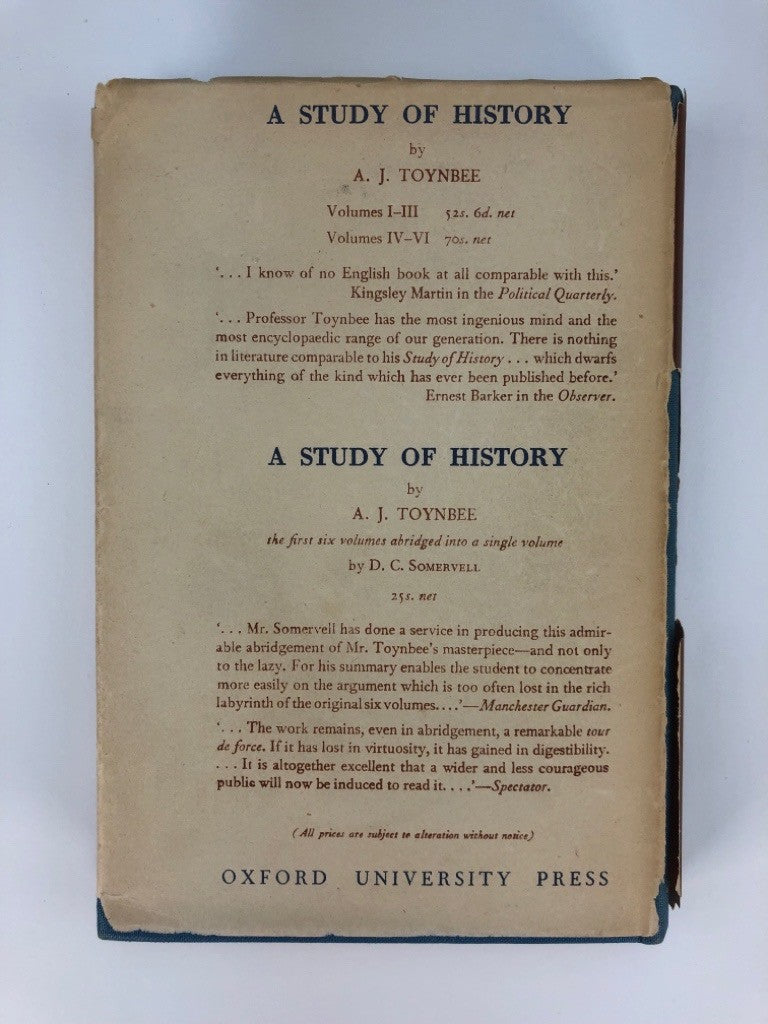 A STUDY OF HISTORY
by
A. J. TOYNBEE
Volumes I–III 52s. 6d. net
Volumes IV–VI 70s. net
‘. . . I know of no English book at all comparable with this.’
Kingsley Martin in the Political Quarterly.
‘. . . Professor Toynbee has the most ingenious mind and the
most encyclopaedic range of our generation. There is nothing
in literature comparable to his Study of History . . . which dwarfs
everything of the kind which has ever been published before.’
Ernest Barker in the Observer.
A STUDY OF HISTORY
by
A. J. TOYNBEE
the first six volumes abridged into a single volume
by D. C. SOMERVELL
25s. net
‘. . . Mr. Somervell has done a service in producing this admir-
able abridgement of Mr. Toynbee’s masterpiece—and not only
to the lazy. For his summary enables the student to concentrate
more easily on the argument which is too often lost in the rich
labyrinth of the original six volumes. . . .’—Manchester Guardian.
‘. . . The work remains, even in abridgement, a remarkable tour
de force. If it has lost in virtuosity, it has gained in digestibility.
. . . It is altogether excellent that a wider and less courageous
public will now be induced to read it. . . .’—Spectator.
(All prices are subject to alteration without notice)
OXFORD UNIVERSITY PRESS